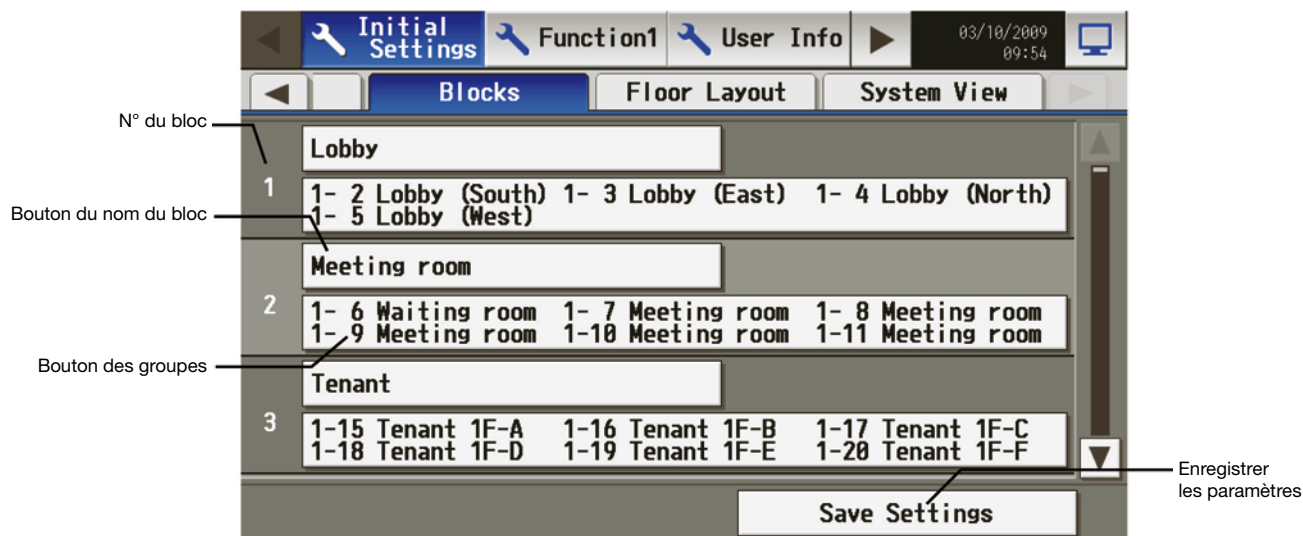 Initial
Settings
Function1
User Info
03/10/2009
09:54
Blocks
Floor Layout
System View
N° du bloc
Lobby
1
1- 2 Lobby (South) 1- 3 Lobby (East) 1- 4 Lobby (North)
1- 5 Lobby (West)
Bouton du nom du bloc
Meeting room
2
1- 6 Waiting room 1- 7 Meeting room 1- 8 Meeting room
1- 9 Meeting room 1-10 Meeting room 1-11 Meeting room
Bouton des groupes
Tenant
3
1-15 Tenant 1F-A 1-16 Tenant 1F-B 1-17 Tenant 1F-C
1-18 Tenant 1F-D 1-19 Tenant 1F-E 1-20 Tenant 1F-F
Enregistrer
les paramètres
Save Settings